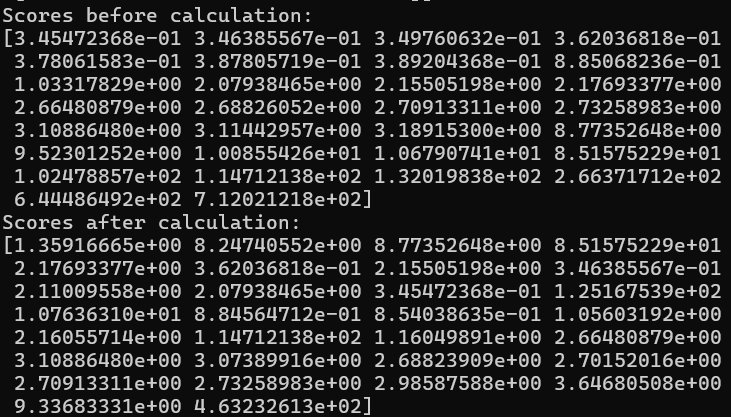 Scores before calculation:
[3.45472368e-01 3.46385567e-01 3.49760632e-01 3.62036818e-01
3.78061583e-01 3.87805719e-01 3.89204368e-01 8.85068236e-01
1.03317829e+00 2.07938465e+00 2.15505198e+00 2.17693377e+00
2.66480879e+00 2.68826052e+00 2.70913311e+00 2.73258983e+00
3.10886480e+00 3.11442957e+00 3.18915300e+00 8.77352648e+00
9.52301252e+00 1.00855426e+01 1.06790741e+01 8.51575229e+01
1.02478857e+02 1.14712138e+02 1.32019838e+02 2.66371712e+02
6.44486492e+02 7.12021218e+02]
Scores after calculation:
[1.35916665e+00 8.24740552e+00 8.77352648e+00 8.51575229e+01
2.17693377e+00 3.62036818e-01 2.15505198e+00 3.46385567e-01
2.11009558e+00 2.07938465e+00 3.45472368e-01 1.25167539e+02
1.07636310e+01 8.84564712e-01 8.54038635e-01 1.05603192e+00
2.16055714e+00 1.14712138e+02 1.16049891e+00 2.66480879e+00
3.10886480e+00 3.07389916e+00 2.68823909e+00 2.70152016e+00
2.70913311e+00 2.73258983e+00 2.98587588e+00 3.64680508e+00
9.33683331e+00 4.63232613e+02]